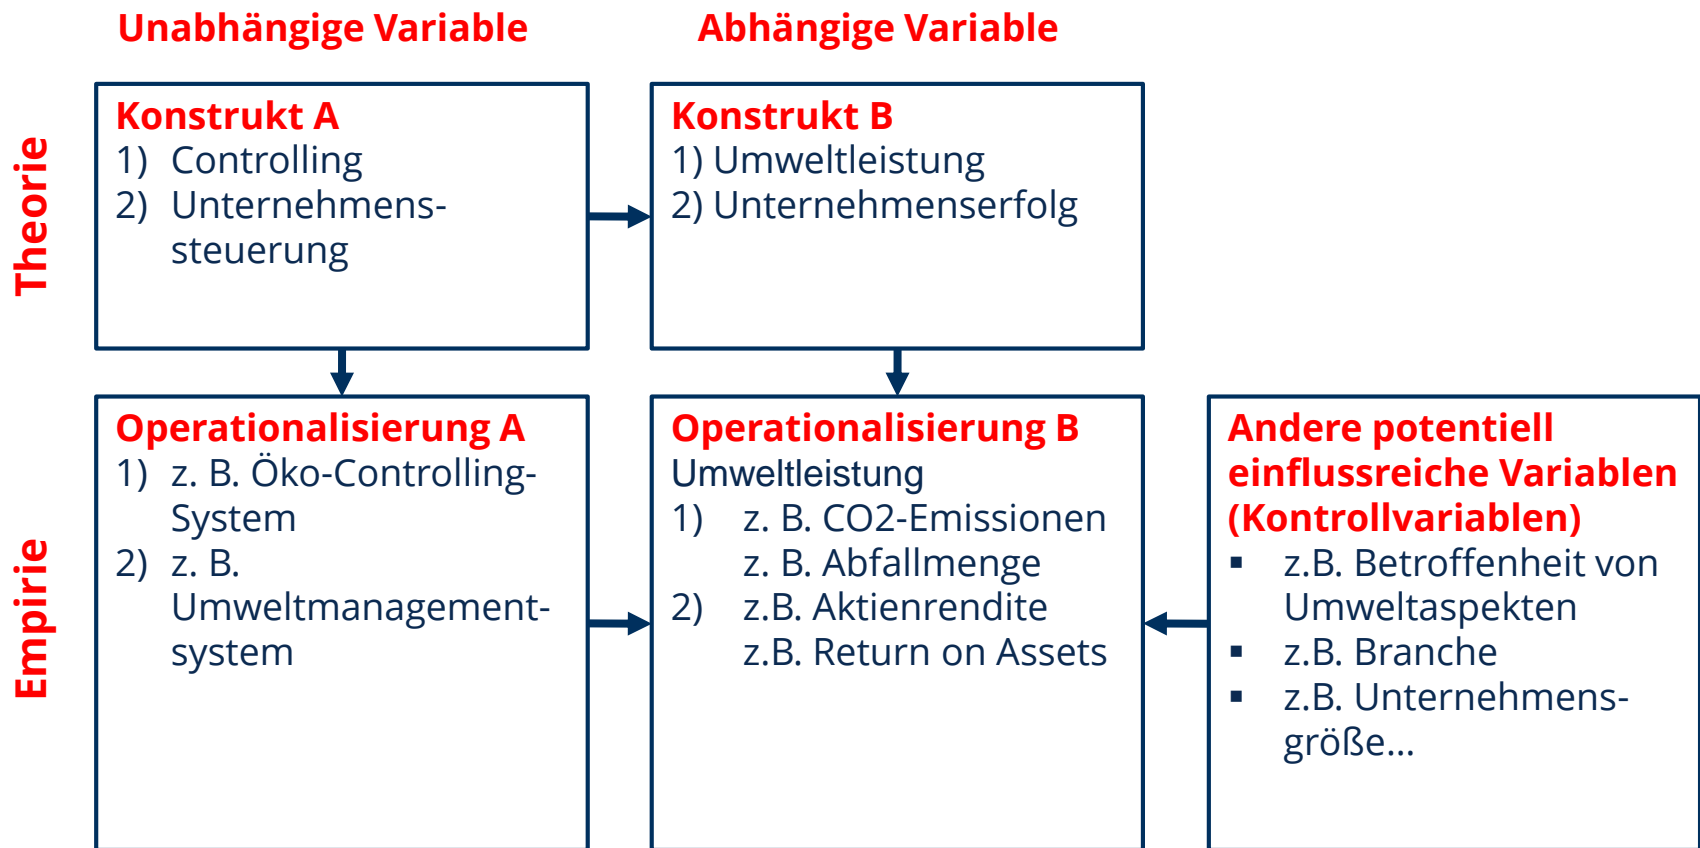 Unabhängige Variable
Abhängige Variable
Theorie
Konstrukt A
1) Controlling
2) Unternehmens-
steuerung
Konstrukt B
1) Umweltleistung
2) Unternehmenserfolg
Empirie
Operationalisierung A
1) z. B. Öko-Controlling-
System
2) z. B.
Umweltmanagement-
system
Operationalisierung B
Umweltleistung
1) z. B. CO2-Emissionen
z. B. Abfallmenge
2) z.B. Aktienrendite
z.B. Return on Assets
Andere potentiell
einflussreiche Variablen
(Kontrollvariablen)
▪ z.B. Betroffenheit von
Umweltaspekten
▪ z.B. Branche
▪ z.B. Unternehmens-
größe…